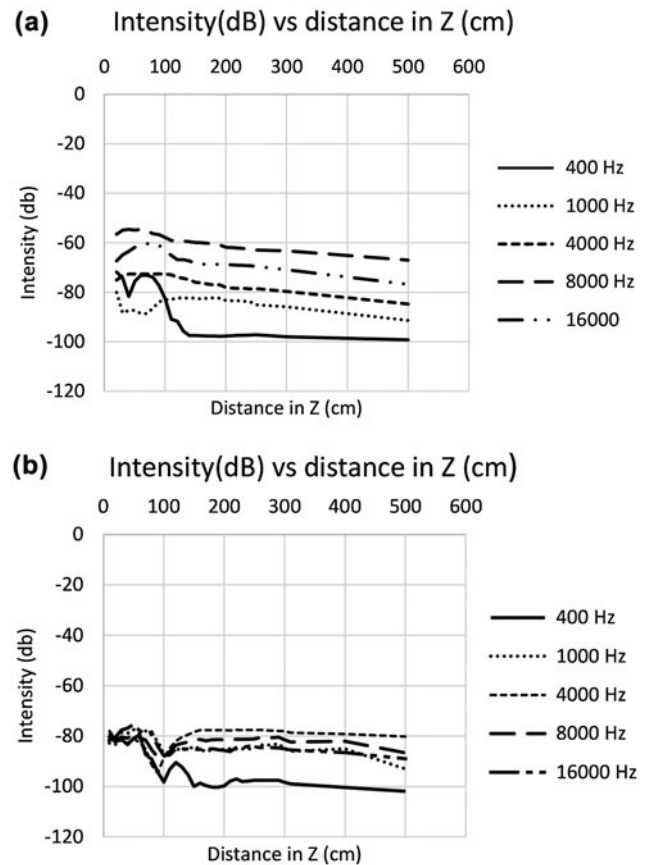 (a) Intensity(dB) vs distance in Z (cm)
0 100 200 300 400 500 600
0
-20
-40
-60
-80
-100
-120
Intensity (db)
Distance in Z (cm)
400 Hz
1000 Hz
4000 Hz
8000 Hz
16000
(b) Intensity(dB) vs distance in Z (cm)
0 100 200 300 400 500 600
0
-20
-40
-60
-80
-100
-120
Intensity (db)
Distance in Z (cm)
400 Hz
1000 Hz
4000 Hz
8000 Hz
16000 Hz